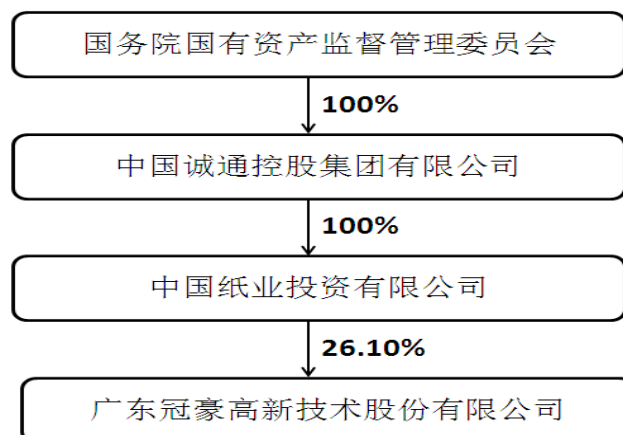 国务院国有资产监督管理委员会
100%
中国诚通控股集团有限公司
100%
中国纸业投资有限公司
26.10%
广东冠豪高新技术股份有限公司